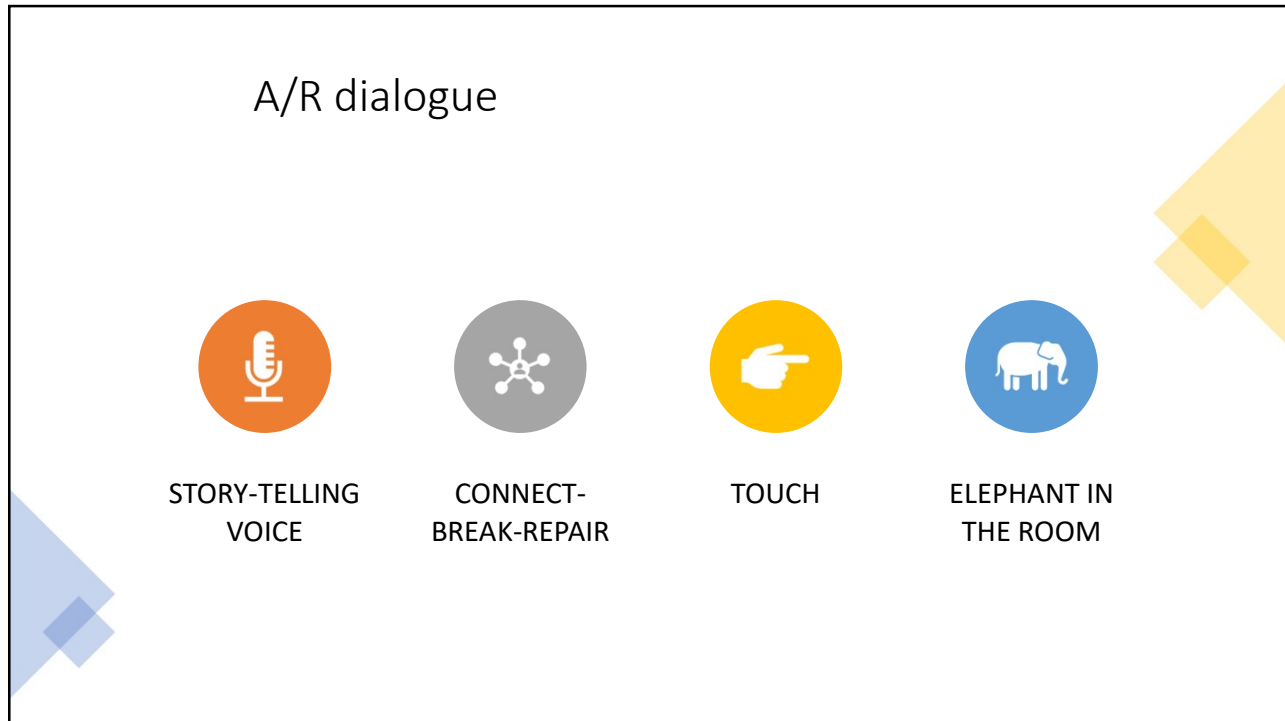 A/R dialogue
STORY-TELLING
VOICE
CONNECT-
BREAK-REPAIR
TOUCH
ELEPHANT IN
THE ROOM